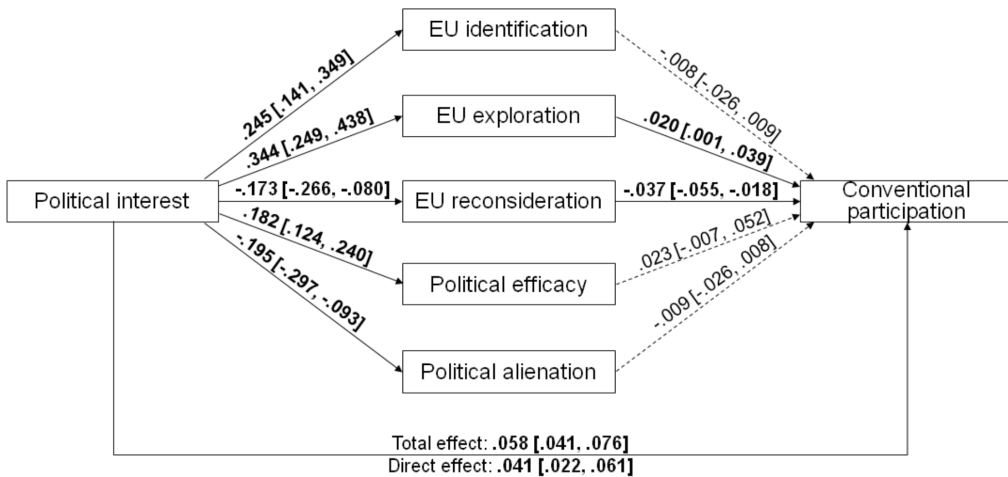 EU identification
.245 [.141, .349]
-.008 [-.026, .009]
EU exploration
.344 [.249, .438]
.020 [.001, .039]
Political interest
-.173 [-.266, -.080]
EU reconsideration
-.037 [-.055, -.018]
Conventional
participation
.182 [.124, .240]
.023 [-.007, .052]
Political efficacy
-.195 [-.297, -.093]
-.009 [-.026, .008]
Political alienation
Total effect: .058 [.041, .076]
Direct effect: .041 [.022, .061]